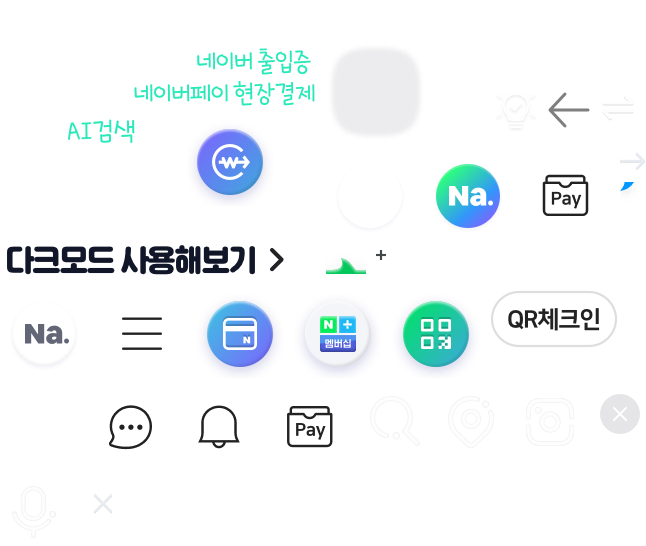 네이버 출입증
네이버페이 현장결제
AI검색
Na.
Pay
다크모드 사용해보기
Na.
N
N +
멤버십
QR체크인
Pay